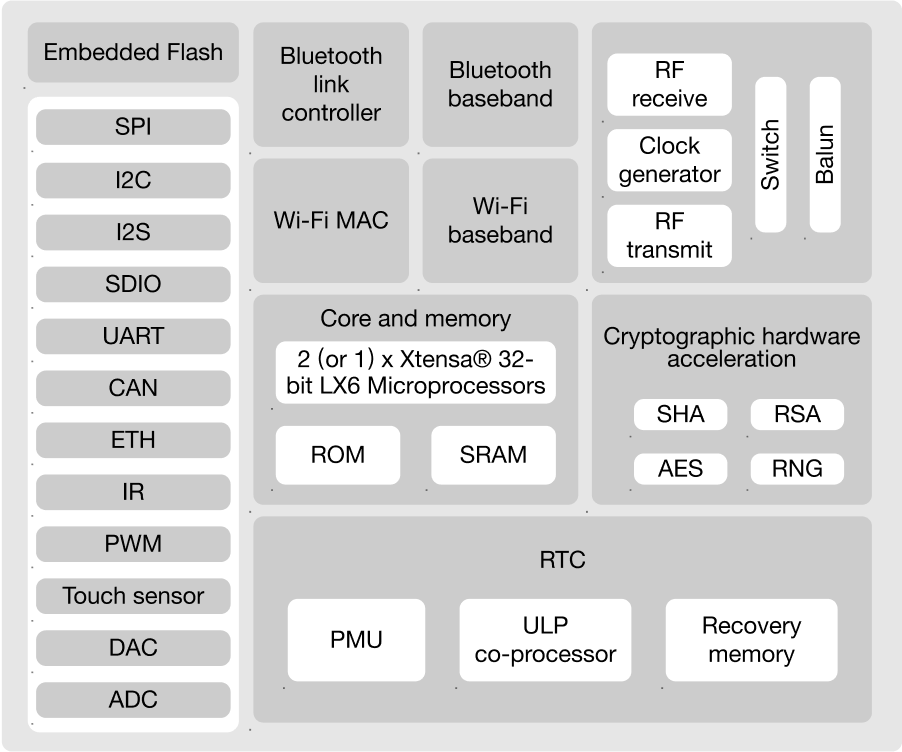 Embedded Flash
SPI
I2C
I2S
SDIO
UART
CAN
ETH
IR
PWM
Touch sensor
DAC
ADC
Bluetooth
link
controller
Bluetooth
baseband
Wi-Fi MAC
Wi-Fi
baseband
RF
receive
Clock
generator
RF
transmit
Switch
Balun
Core and memory
2 (or 1) x Xtensa® 32-
bit LX6 Microprocessors
ROM
SRAM
Cryptographic hardware
acceleration
SHA
RSA
AES
RNG
RTC
PMU
ULP
co-processor
Recovery
memory